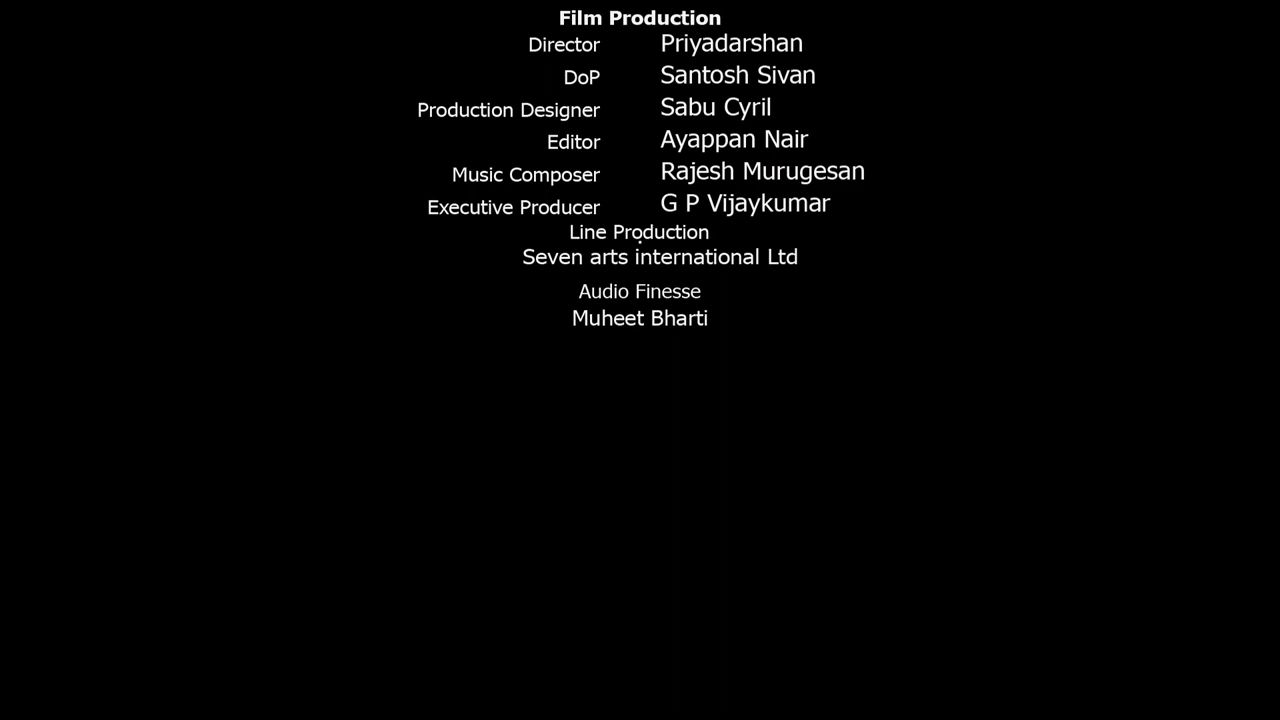 Film Production
Director Priyadarshan
DoP Santosh Sivan
Production Designer Sabu Cyril
Editor Ayappan Nair
Music Composer Rajesh Murugesan
Executive Producer G P Vijaykumar
Line Production
Seven arts international Ltd
Audio Finesse
Muheet Bharti